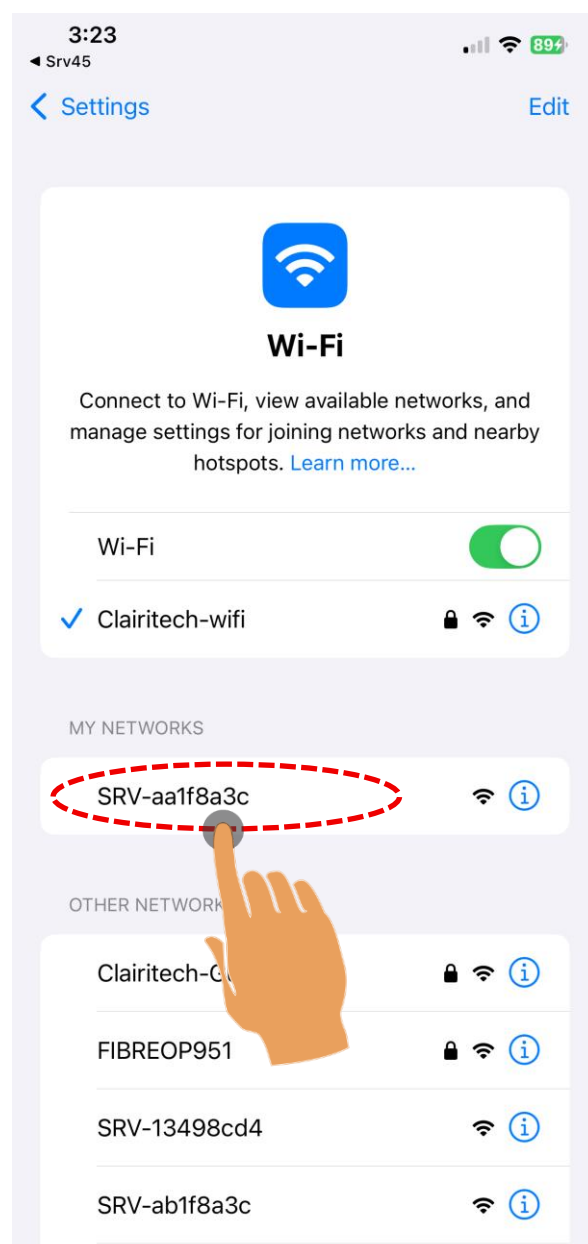 3:23
89
◀ Srv45
Settings
Edit
Wi-Fi
Connect to Wi-Fi, view available networks, and
manage settings for joining networks and nearby
hotspots. Learn more...
Wi-Fi
Clairitech-wifi
MY NETWORKS
SRV-aa1f8a3c
OTHER
Clairitech-
FIBREOP951
SRV-13498cd4
SRV-ab1f8a3c